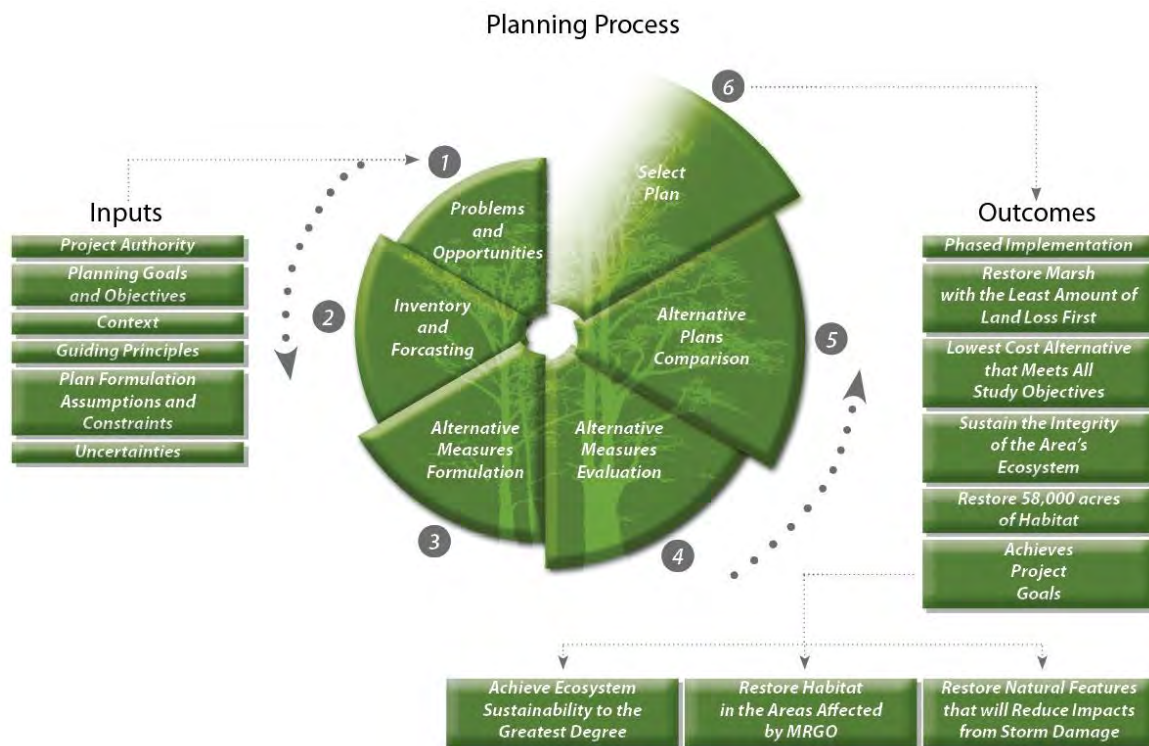 Planning Process
Inputs
Project Authority
Planning Goals
and Objectives
Context
Guiding Principles
Plan Formulation
Assumptions and
Constraints
Uncertainties
1
Problems
and
Opportunities
2
Inventory
and
Forcasting
3
Alternative
Measures
Formulation
4
Alternative
Measures
Evaluation
5
Alternative
Plans
Comparison
6
Select
Plan
Outcomes
Phased Implementation
Restore Marsh
with the Least Amount of
Land Loss First
Lowest Cost Alternative
that Meets All
Study Objectives
Sustain the Integrity
of the Area's
Ecosystem
Restore 58,000 acres
of Habitat
Achieves
Project
Goals
Achieve Ecosystem
Sustainability to the
Greatest Degree
Restore Habitat
in the Areas Affected
by MRGO
Restore Natural Features
that will Reduce Impacts
from Storm Damage